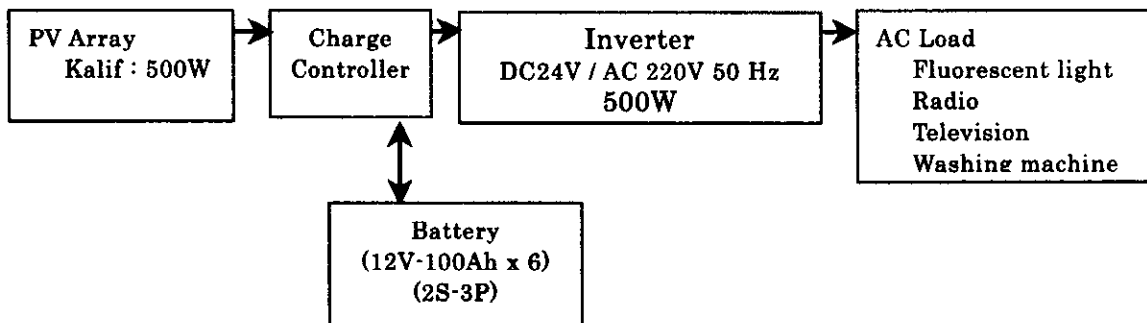 PV Array
Kalif : 500W
Charge
Controller
Inverter
DC24V / AC 220V 50 Hz
500W
AC Load
Fluorescent light
Radio
Television
Washing machine
Battery
(12V-100Ah x 6)
(2S-3P)